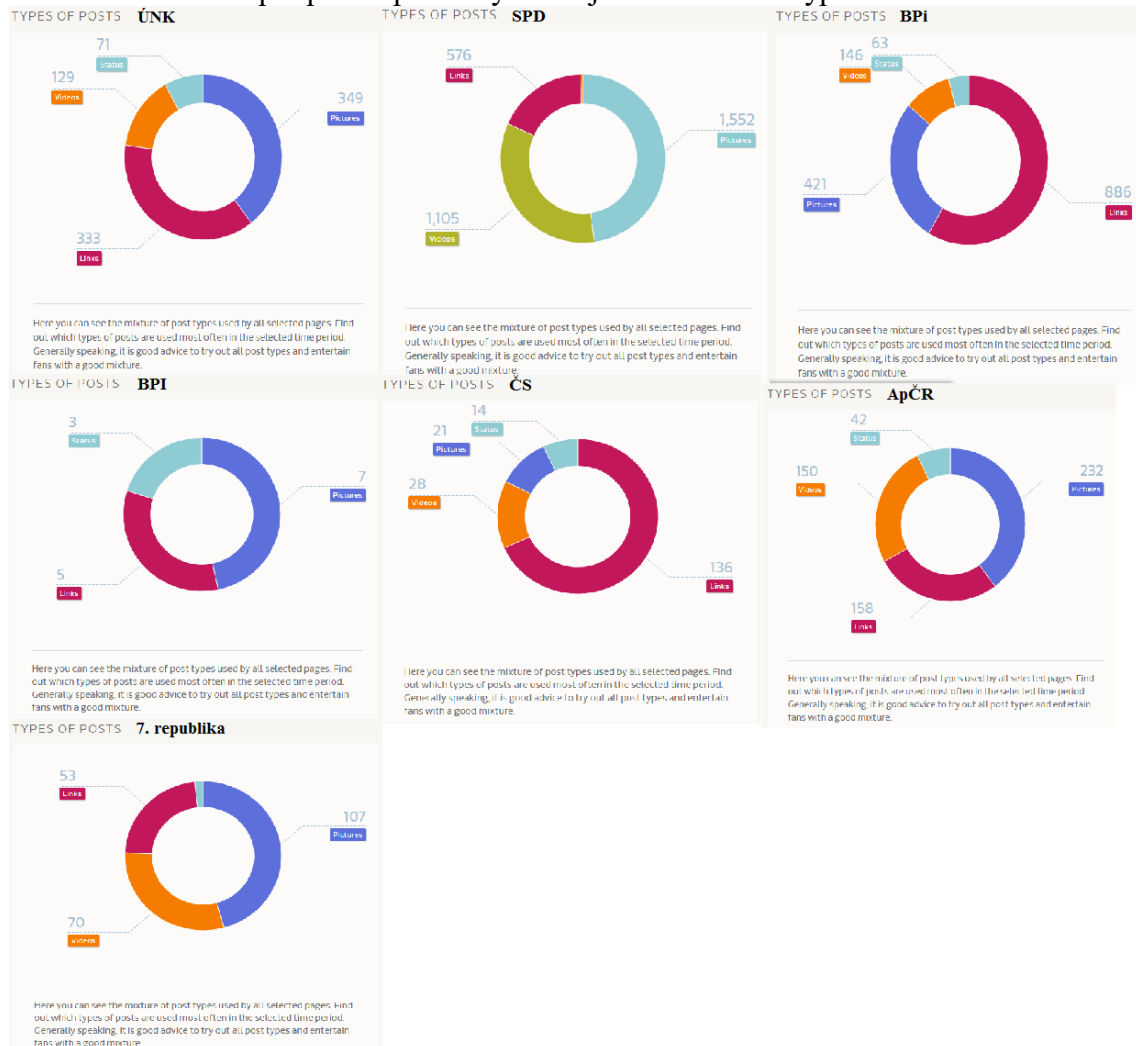 TYPES OF POSTS ÚNK
71
Status
129
Videos
349
Pictures
333
Links
Here you can see the mixture of post types used by all selected pages. Find
out which types of posts are used most often in the selected time period.
Generally speaking, it is good advice to try out all post types and entertain
fans with a good mixture.
TYPES OF POSTS SPD
576
Links
1,552
Pictures
1,105
Videos
Here you can see the mixture of post types used by all selected pages. Find
out which types of posts are used most often in the selected time period.
Generally speaking, it is good advice to try out all post types and entertain
fans with a good mixture.
TYPES OF POSTS BPi
63
Status
146
Videos
421
Pictures
886
Links
Here you can see the mixture of post types used by all selected pages. Find
out which types of posts are used most often in the selected time period.
Generally speaking, it is good advice to try out all post types and entertain
fans with a good mixture.
TYPES OF POSTS BPI
3
Status
7
Pictures
5
Links
Here you can see the mixture of post types used by all selected pages. Find
out which types of posts are used most often in the selected time period.
Generally speaking, it is good advice to try out all post types and entertain
fans with a good mixture.
TYPES OF POSTS ČS
14
Status
21
Pictures
28
Videos
136
Links
Here you can see the mixture of post types used by all selected pages. Find
out which types of posts are used most often in the selected time period.
Generally speaking, it is good advice to try out all post types and entertain
fans with a good mixture.
TYPES OF POSTS ApČR
42
Status
150
Videos
232
Pictures
158
Links
Here you can see the mixture of post types used by all selected pages. Find
out which types of posts are used most often in the selected time period
Generally speaking, it is good advice to try out all post types and entertain
fans with a good mixture.
TYPES OF POSTS 7. republika
53
Links
107
Pictures
70
Videos
Here you can see the mixture of post types used by all selected pages. Find
out which types of posts are used most often in the selected time period.
Generally speaking, it is good advice to try out all post types and entertain
fans with a good mixture